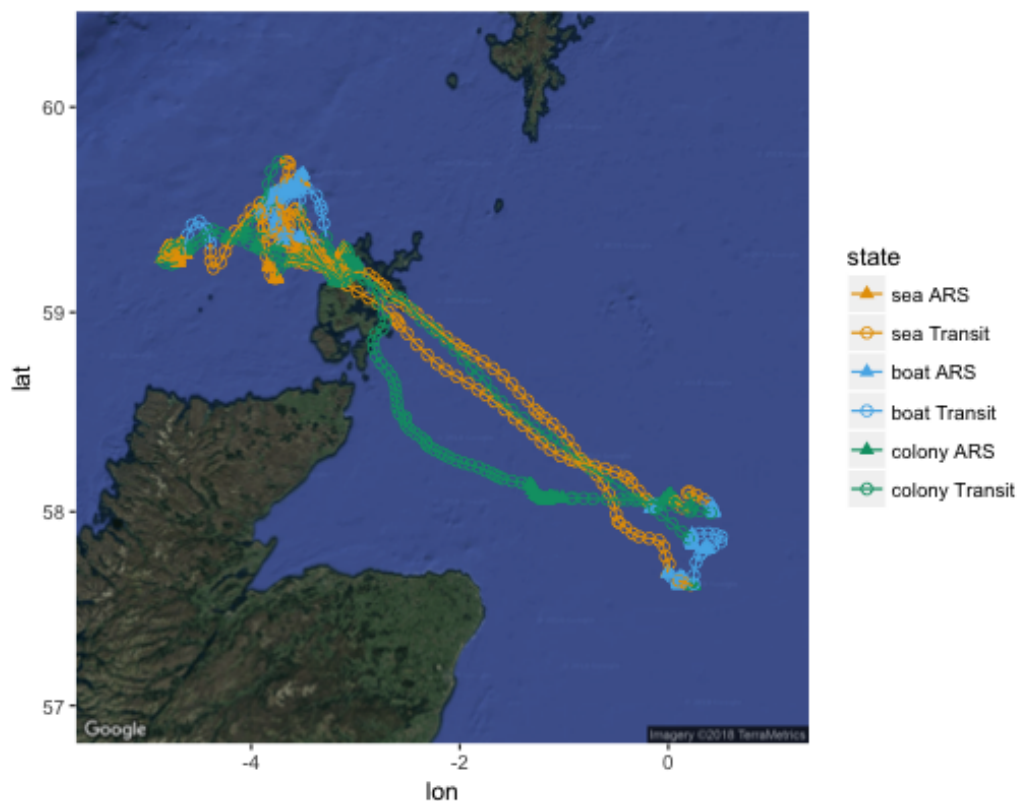 60
59
58
57
lat
-4
-2
0
lon
Google
Imagery ©2018 TerraMetrics
state
sea ARS
sea Transit
boat ARS
boat Transit
colony ARS
colony Transit